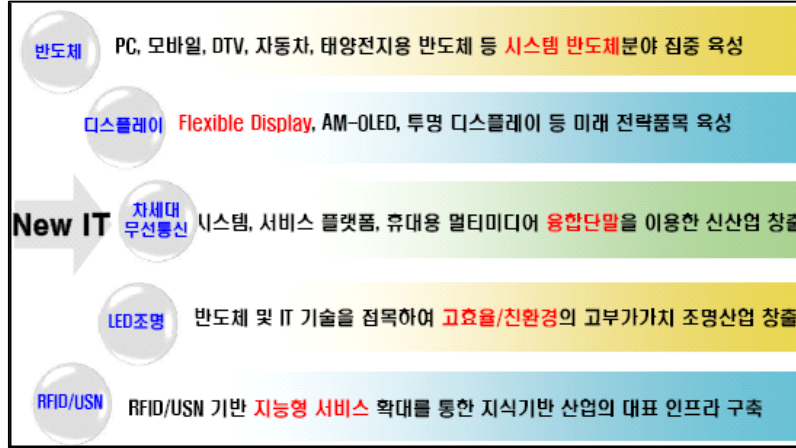 반도체
PC, 모바일, DTV, 자동차, 태양전지용 반도체 등 시스템 반도체분야 집중 육성
디스플레이
Flexible Display, AM-OLED, 투명 디스플레이 등 미래 전략품목 육성
New IT
차세대
무선통신
시스템, 서비스 플랫폼, 휴대용 멀티미디어 융합단말을 이용한 신산업 창출
LED조명
반도체 및 IT 기술을 접목하여 고효율/친환경의 고부가가치 조명산업 창출
RFID/USN
RFID/USN 기반 지능형 서비스 확대를 통한 지식기반 산업의 대표 인프라 구축